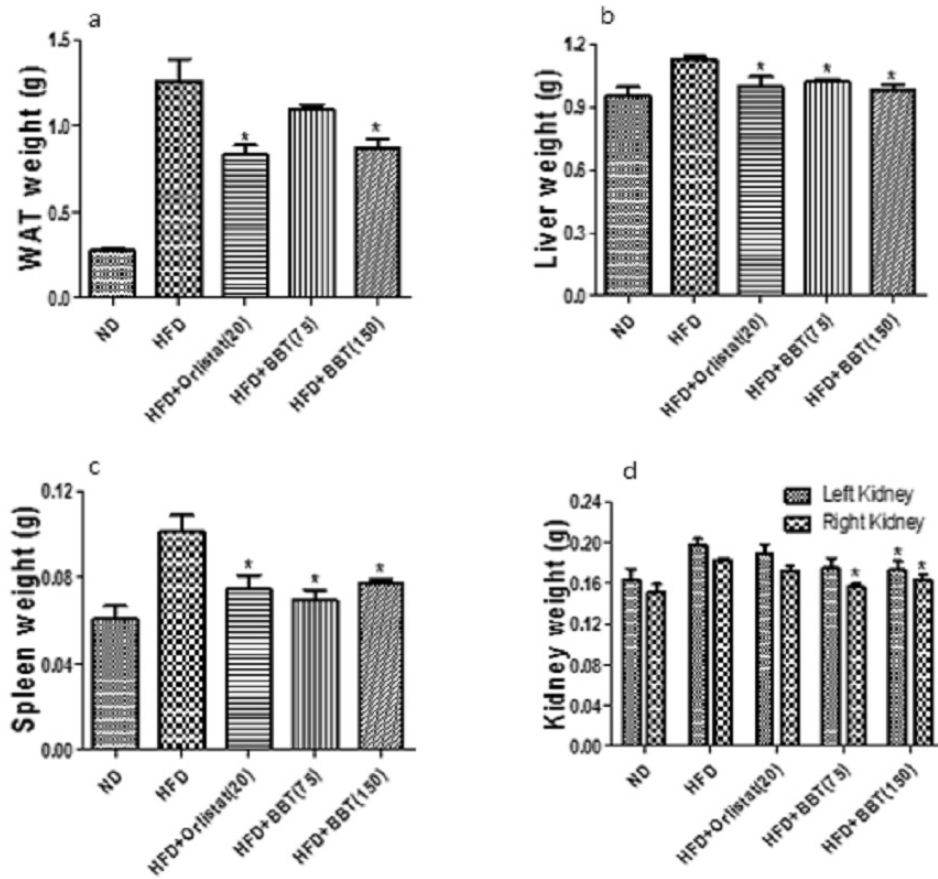 a
WAT weight (g)
1.5
1.0
0.5
0.0
*
*
ND
HFD
HFD+Orlistat(20)
HFD+BBT(75)
HFD+BBT(150)
b
Liver weight (g)
1.2
0.9
0.6
0.3
0.0
*
*
*
ND
HFD
HFD+Orlistat(20)
HFD+BBT(75)
HFD+BBT(150)
c
Spleen weight (g)
0.12
0.08
0.04
0.00
*
*
*
ND
HFD
HFD+Orlistat(20)
HFD+BBT(75)
HFD+BBT(150)
d
Kidney weight (g)
0.24
0.20
0.16
0.12
0.08
0.04
0.00
Left Kidney
Right Kidney
*
*
*
ND
HFD
HFD+Orlistat(20)
HFD+BBT(75)
HFD+BBT(150)